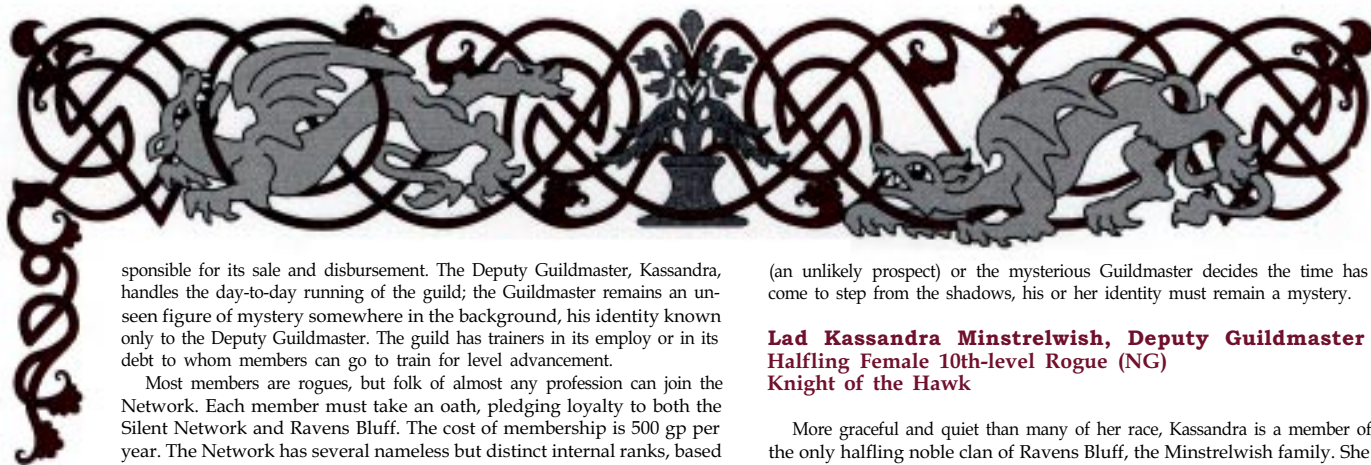 sponsible for its sale and disbursement. The Deputy Guildmaster, Kassandra,
handles the day-to-day running of the guild; the Guildmaster remains an un-
seen figure of mystery somewhere in the background, his identity known
only to the Deputy Guildmaster. The guild has trainers in its employ or in its
debt to whom members can go to train for level advancement.
Most members are rogues, but folk of almost any profession can join the
Network. Each member must take an oath, pledging loyalty to both the
Silent Network and Ravens Bluff. The cost of membership is 500 gp per
year. The Network has several nameless but distinct internal ranks, based
(an unlikely prospect) or the mysterious Guildmaster decides the time has
come to step from the shadows, his or her identity must remain a mystery.
Lad Kassandra Minstrelwish, Deputy Guildmaster
Halfling Female 10th-level Rogue (NG)
Knight of the Hawk
More graceful and quiet than many of her race, Kassandra is a member of
the only halfling noble clan of Ravens Bluff, the Minstrelwish family. She